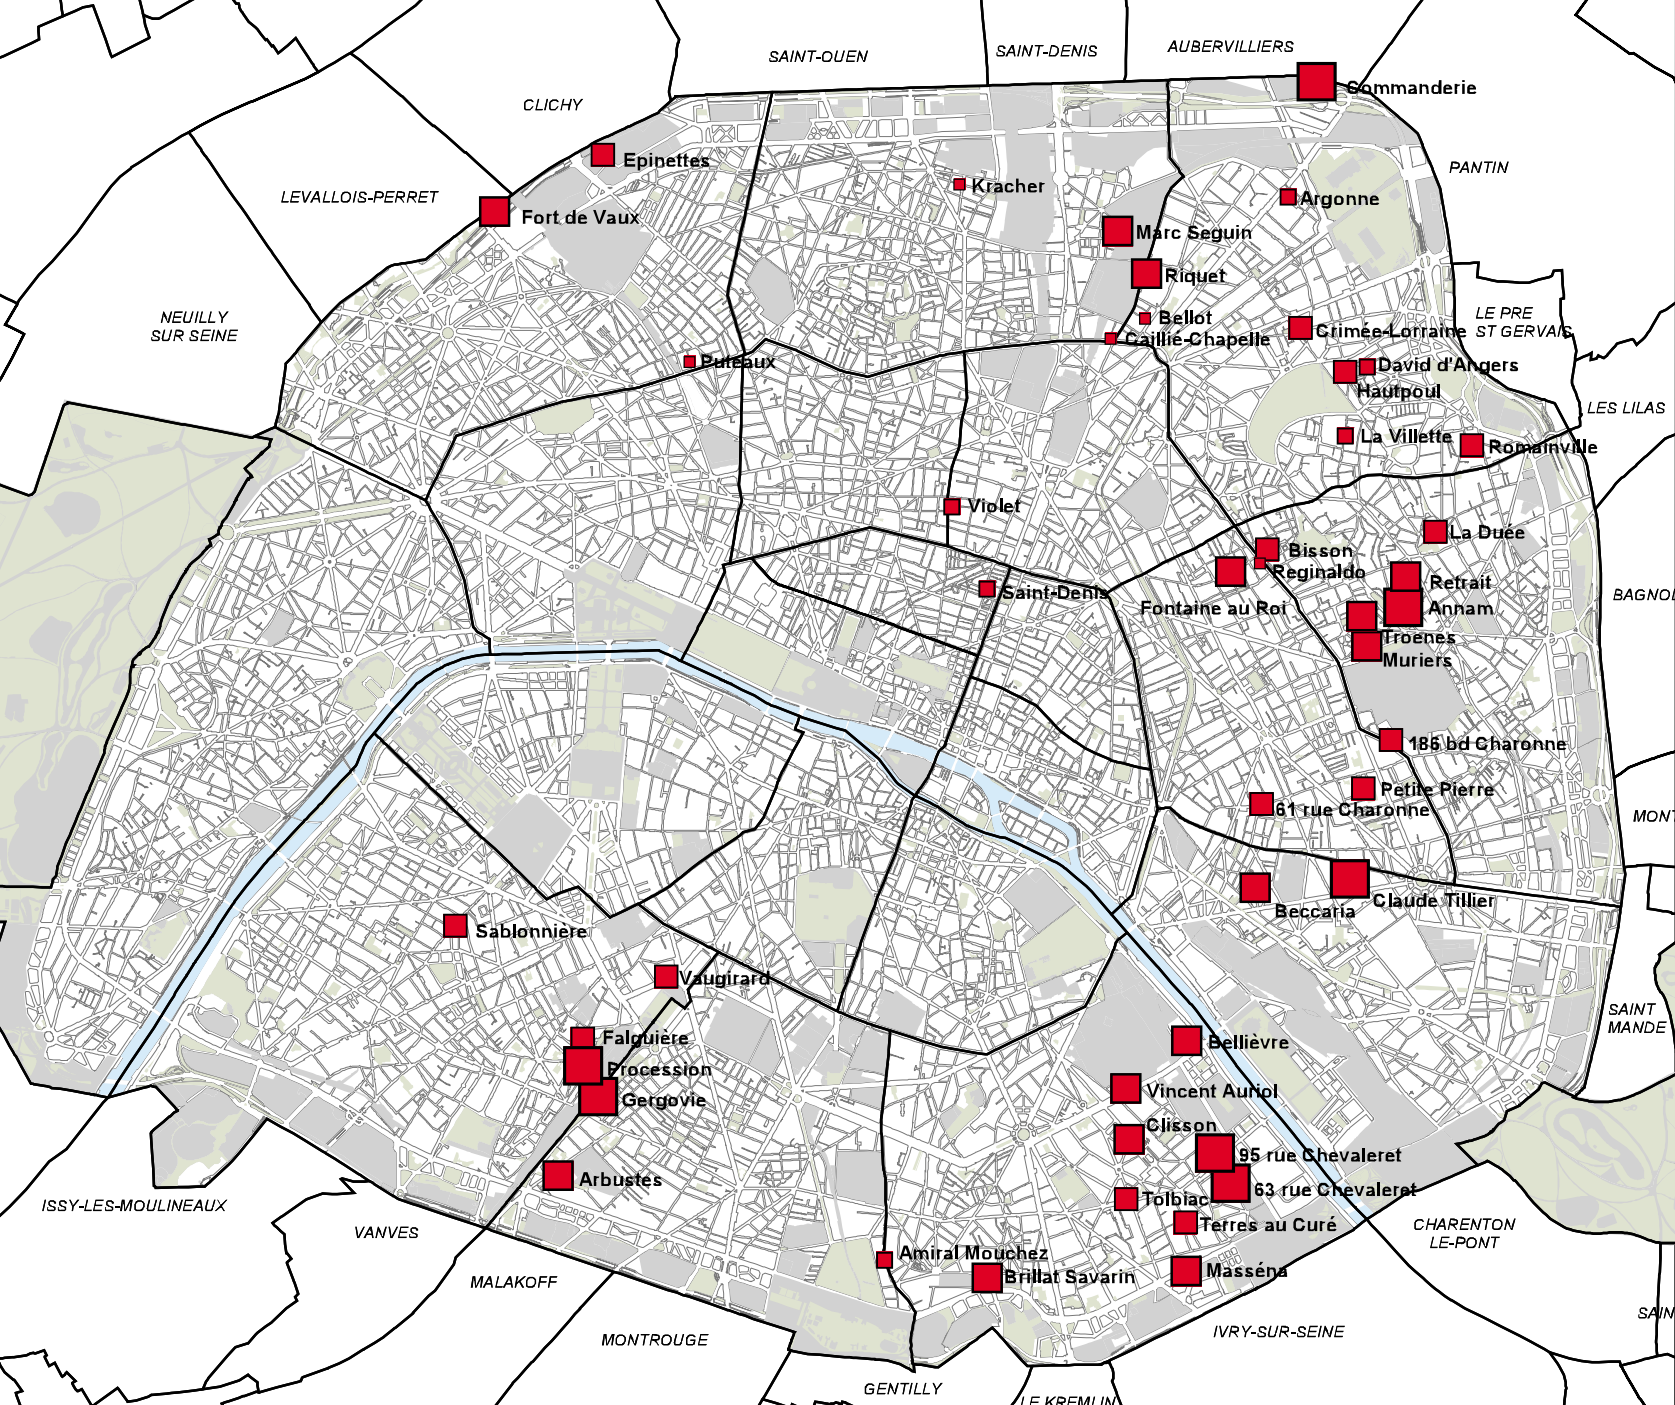 SAINT-OUEN
SAINT-DENIS
AUBERVILLIERS
CLICHY
Commanderie
Epinettes
PANTIN
LEVALLOIS-PERRET
Kracher
Argonne
Fort de Vaux
Marc Seguin
Riquet
NEUILLY
SUR SEINE
Bellot
LE PRE
ST GERVAIS
Crimée-Lorraine
Caillié-Chapelle
Puteaux
David d'Angers
Hautpoul
LES LILAS
La Villette
Romainville
Violet
La Duée
Bisson
Reginaldo
Retrait
Saint-Denis
Fontaine au Roi
Annam
BAGNOL
Troenes
Muriers
186 bd Charonne
Petite Pierre
61 rue Charonne
MONT
Claude Tillier
Beccaria
Sablonnière
Vaugirard
SAINT
MANDE
Falguière
Bellièvre
Procession
Vincent Auriol
Gergovie
Clisson
95 rue Chevaleret
Arbustes
63 rue Chevaleret
Tolbiac
ISSY-LES-MOULINEAUX
Terres au Curé
CHARENTON
LE-PONT
VANVES
Amiral Mouchez
Masséna
Brillat Savarin
MALAKOFF
SAIN
MONTROUGE
IVRY-SUR-SEINE
GENTILLY
LE KREMLIN